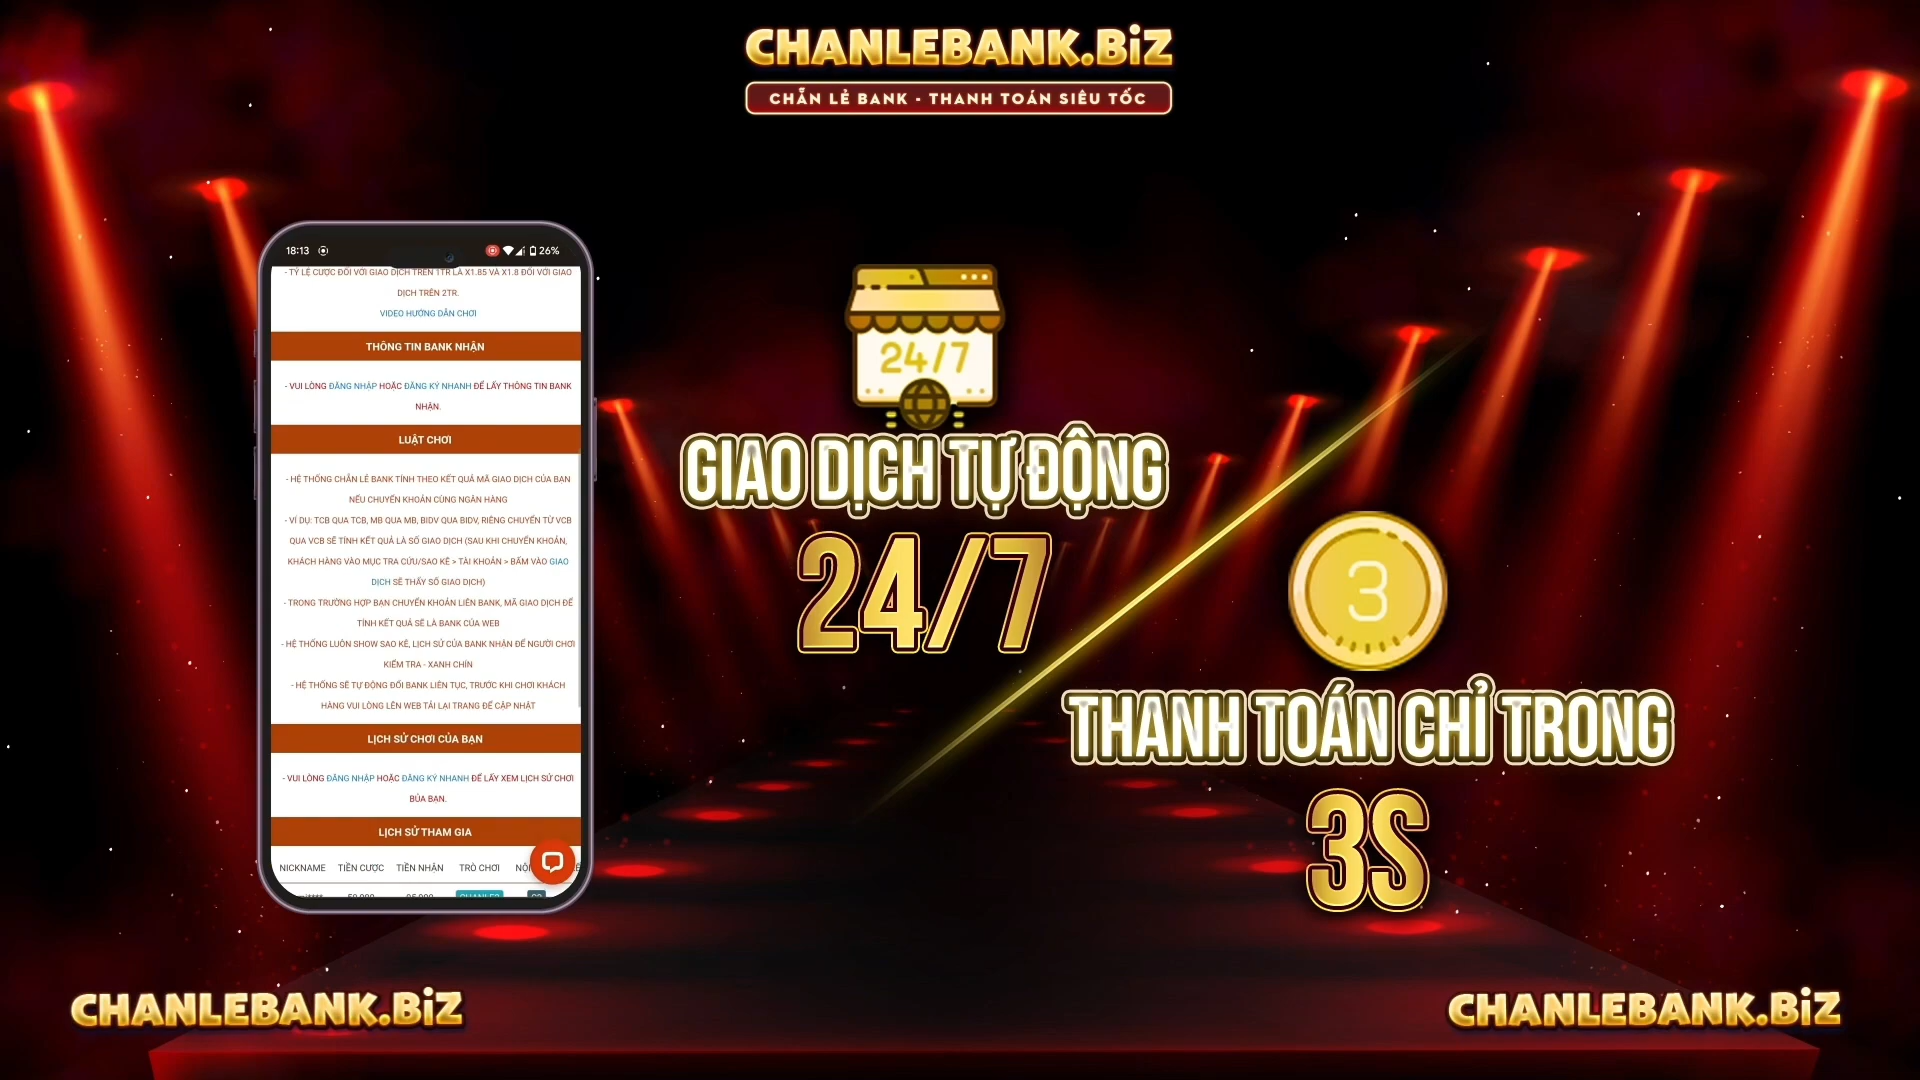 CHANLEBANK.BiZ
CHẴN LẺ BANK - THANH TOÁN SIÊU TỐC
18:13
26%
- TỶ LỆ CƯỢC ĐỐI VỚI GIAO DỊCH TRÊN 1TR LÀ X1.85 VÀ X1.8 ĐỐI VỚI GIAO
DỊCH TRÊN 2TR.
VIDEO HƯỚNG DẪN CHƠI
THÔNG TIN BANK NHẬN
- VUI LÒNG ĐĂNG NHẬP HOẶC ĐĂNG KÝ NHANH ĐỂ LẤY THÔNG TIN BANK
NHẬN.
LUẬT CHƠI
- HỆ THỐNG CHẴN LẺ BANK TÍNH THEO KẾT QUẢ MÃ GIAO DỊCH CỦA BẠN
NẾU CHUYỂN KHOẢN CÙNG NGÂN HÀNG
- VÍ DỤ: TCB QUA TCB, MB QUA MB, BIDV QUA BIDV, RIÊNG CHUYỂN TỪ VCB
QUA VCB SẼ TÍNH KẾT QUẢ LÀ SỐ GIAO DỊCH (SAU KHI CHUYỂN KHOẢN,
KHÁCH HÀNG VÀO MỤC TRA CỨU/SAO KÊ > TÀI KHOẢN > BẤM VÀO GIAO
DỊCH SẼ THẤY SỐ GIAO DỊCH)
- TRONG TRƯỜNG HỢP BẠN CHUYỂN KHOẢN LIÊN BANK, MÃ GIAO DỊCH ĐỂ
TÍNH KẾT QUẢ SẼ LÀ BANK CỦA WEB
- HỆ THỐNG LUÔN SHOW SAO KÊ, LỊCH SỬ CỦA BANK NHẬN ĐỂ NGƯỜI CHƠI
KIỂM TRA - XANH CHÍN
- HỆ THỐNG SẼ TỰ ĐỘNG ĐỔI BANK LIÊN TỤC, TRƯỚC KHI CHƠI KHÁCH
HÀNG VUI LÒNG LÊN WEB TẢI LẠI TRANG ĐỂ CẬP NHẬT
LỊCH SỬ CHƠI CỦA BẠN
- VUI LÒNG ĐĂNG NHẬP HOẶC ĐĂNG KÝ NHANH ĐỂ LẤY XEM LỊCH SỬ CHƠI
BỦA BẠN.
LỊCH SỬ THAM GIA
NICKNAME TIỀN CƯỢC TIỀN NHẬN TRÒ CHƠI
24/7
GIAO DỊCH TỰ ĐỘNG
24/7
3
THANH TOÁN CHỈ TRONG
3S
CHANLEBANK.BiZ
CHANLEBANK.BiZ